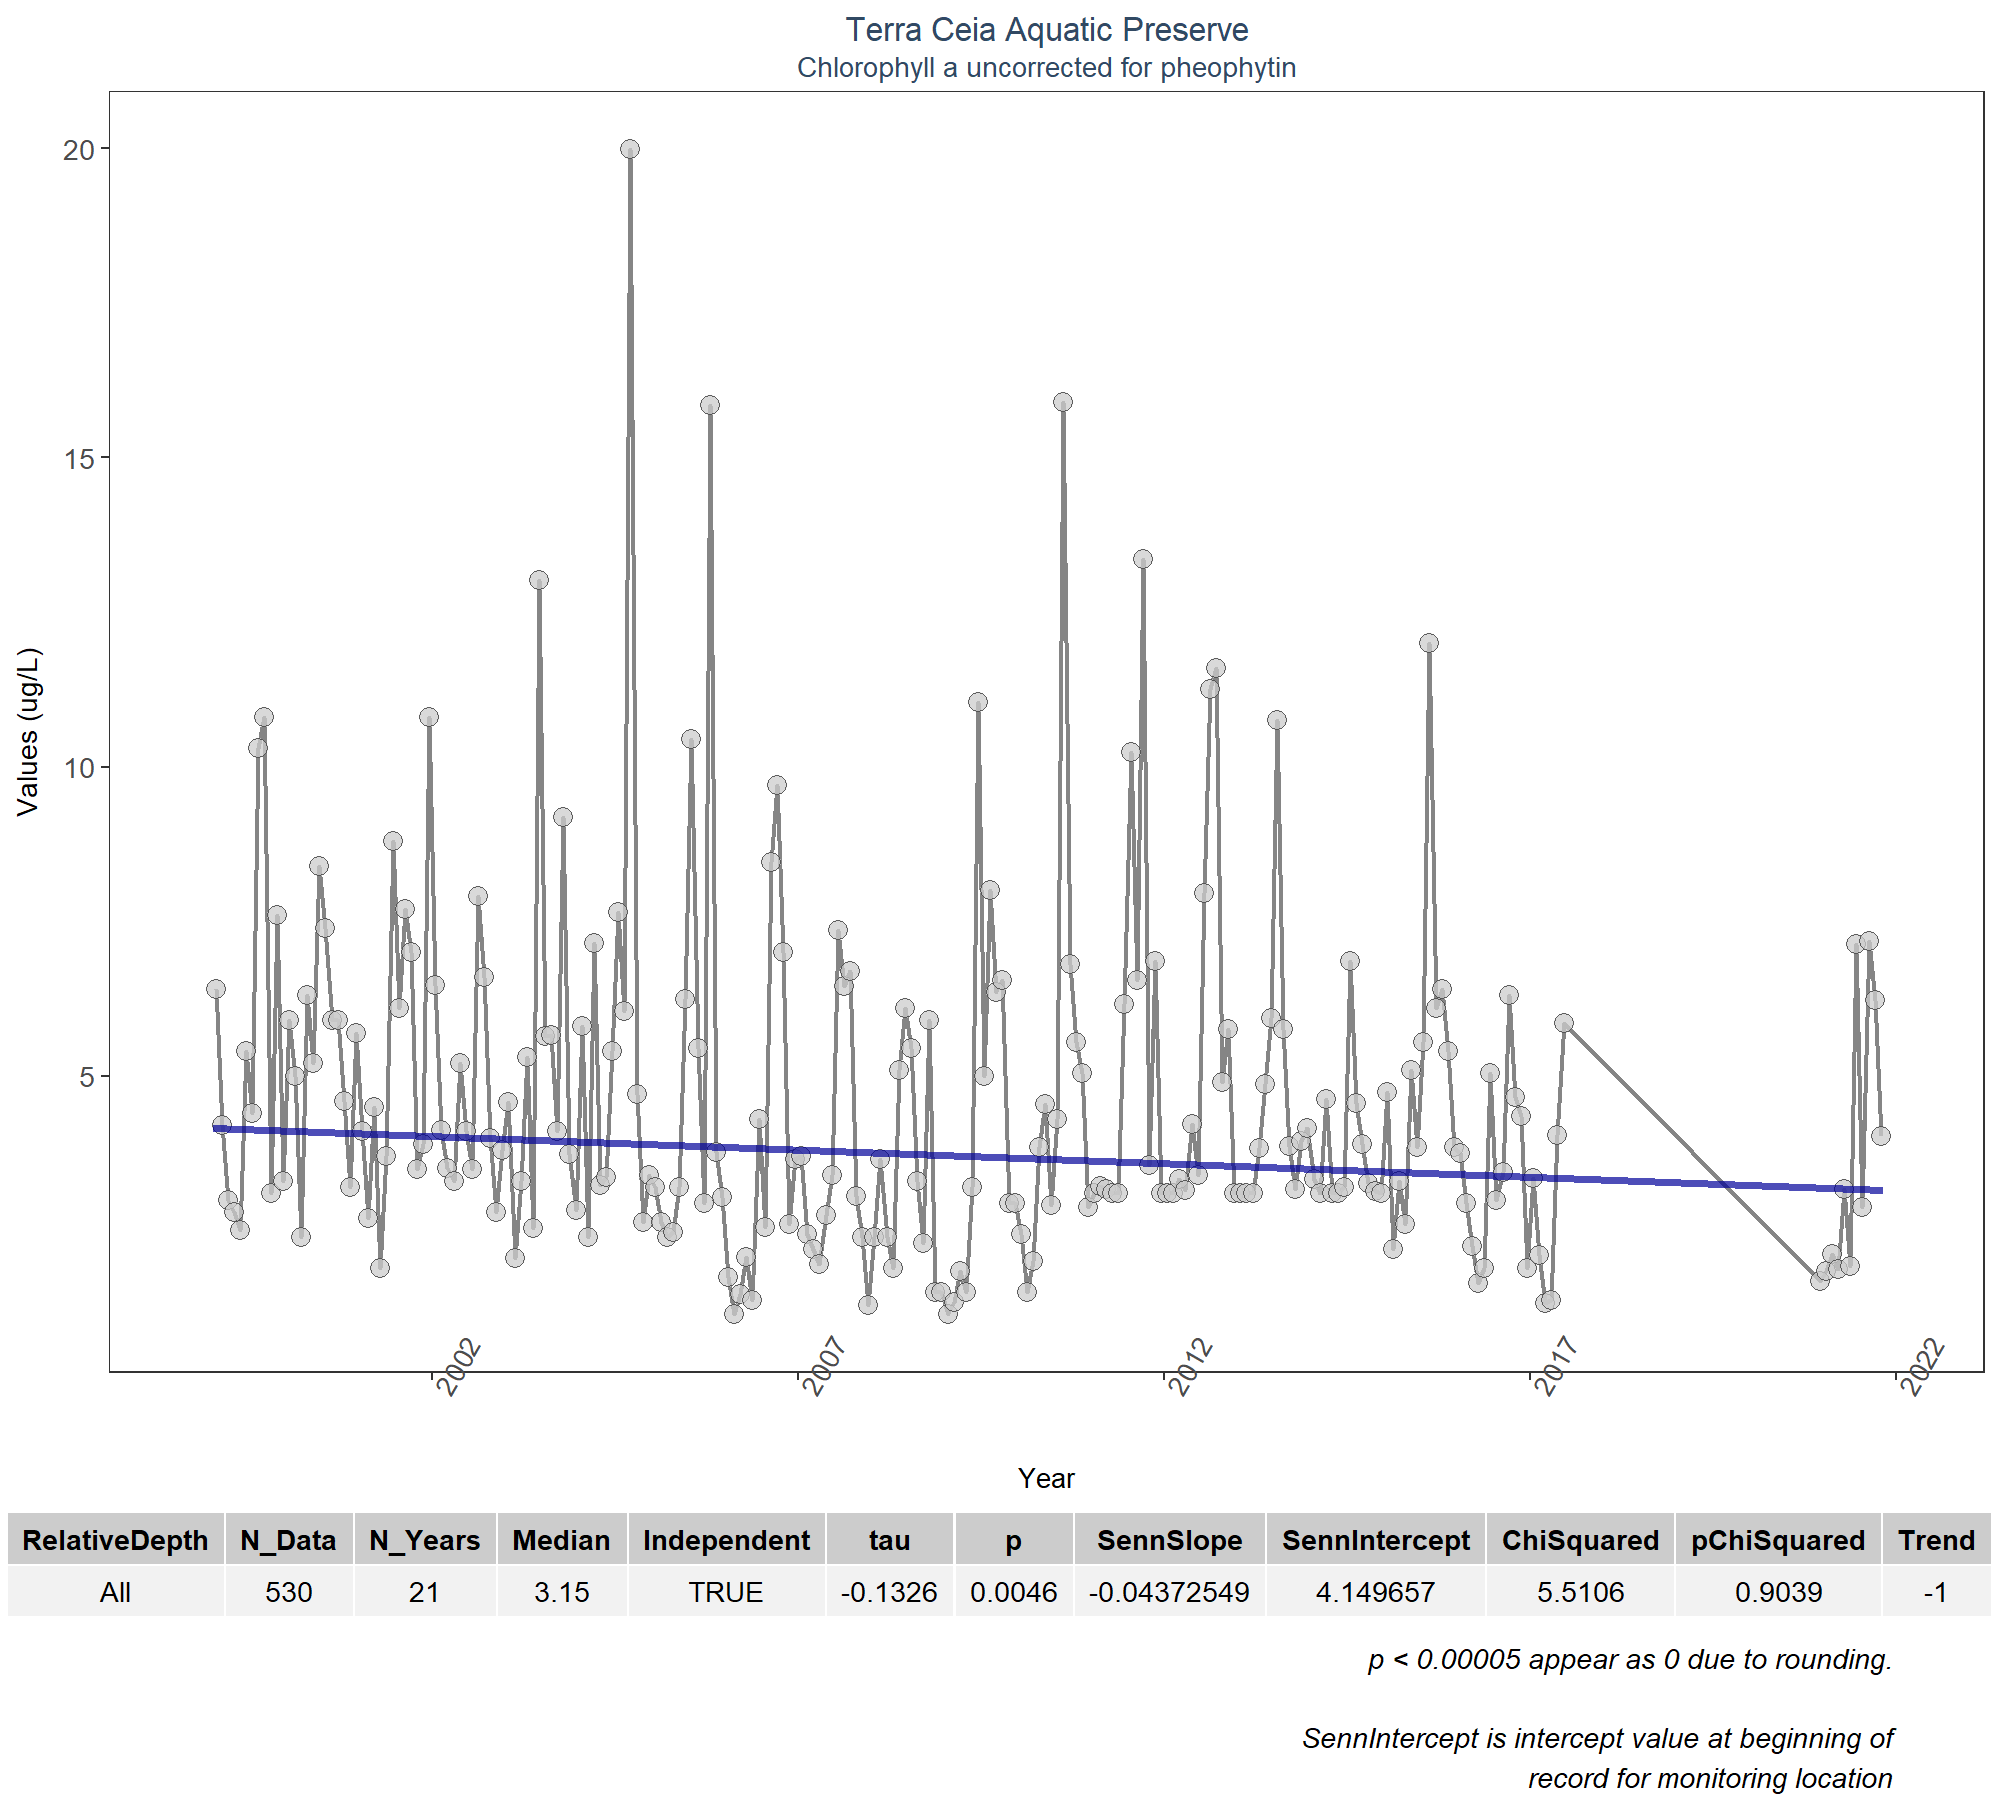 Terra Ceia Aquatic Preserve
Chlorophyll a uncorrected for pheophytin
Values (ug/L)
20
15
10
5
2002 2007 2012 2017 2022
Year
RelativeDepth N_Data N_Years Median Independent tau p SennSlope SennIntercept ChiSquared pChiSquared Trend
All 530 21 3.15 TRUE -0.1326 0.0046 -0.04372549 4.149657 5.5106 0.9039 -1
p < 0.00005 appear as 0 due to rounding.
SennIntercept is intercept value at beginning of
record for monitoring location